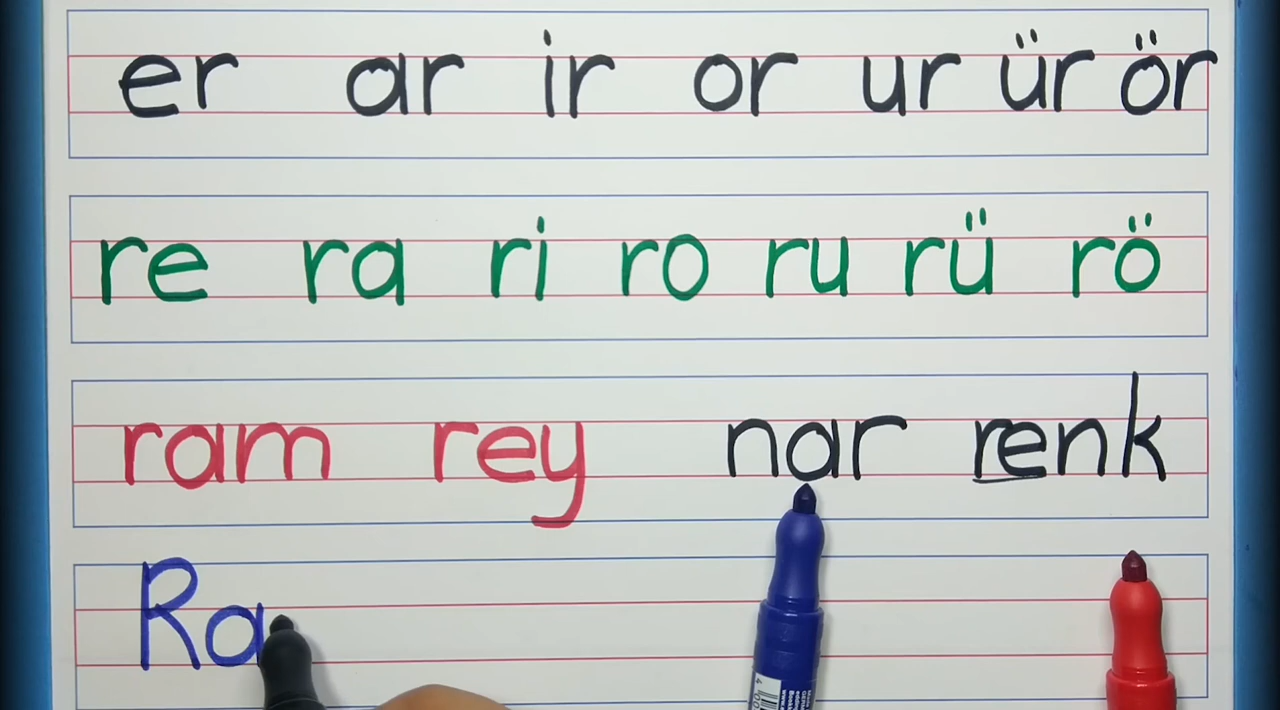 er ar ir or ur ür ör
re ra ri ro ru rü rö
ram rey nar renk
Ra